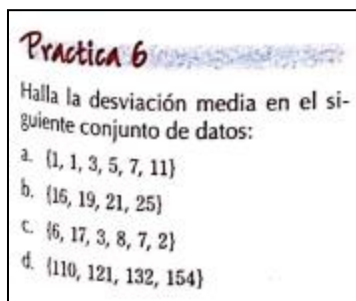 Practica 6
Halla la desviación media en el si-
guiente conjunto de datos:
a. {1, 1, 3, 5, 7, 11}
b. {16, 19, 21, 25}
c. {6, 17, 3, 8, 7, 2}
d. {110, 121, 132, 154}